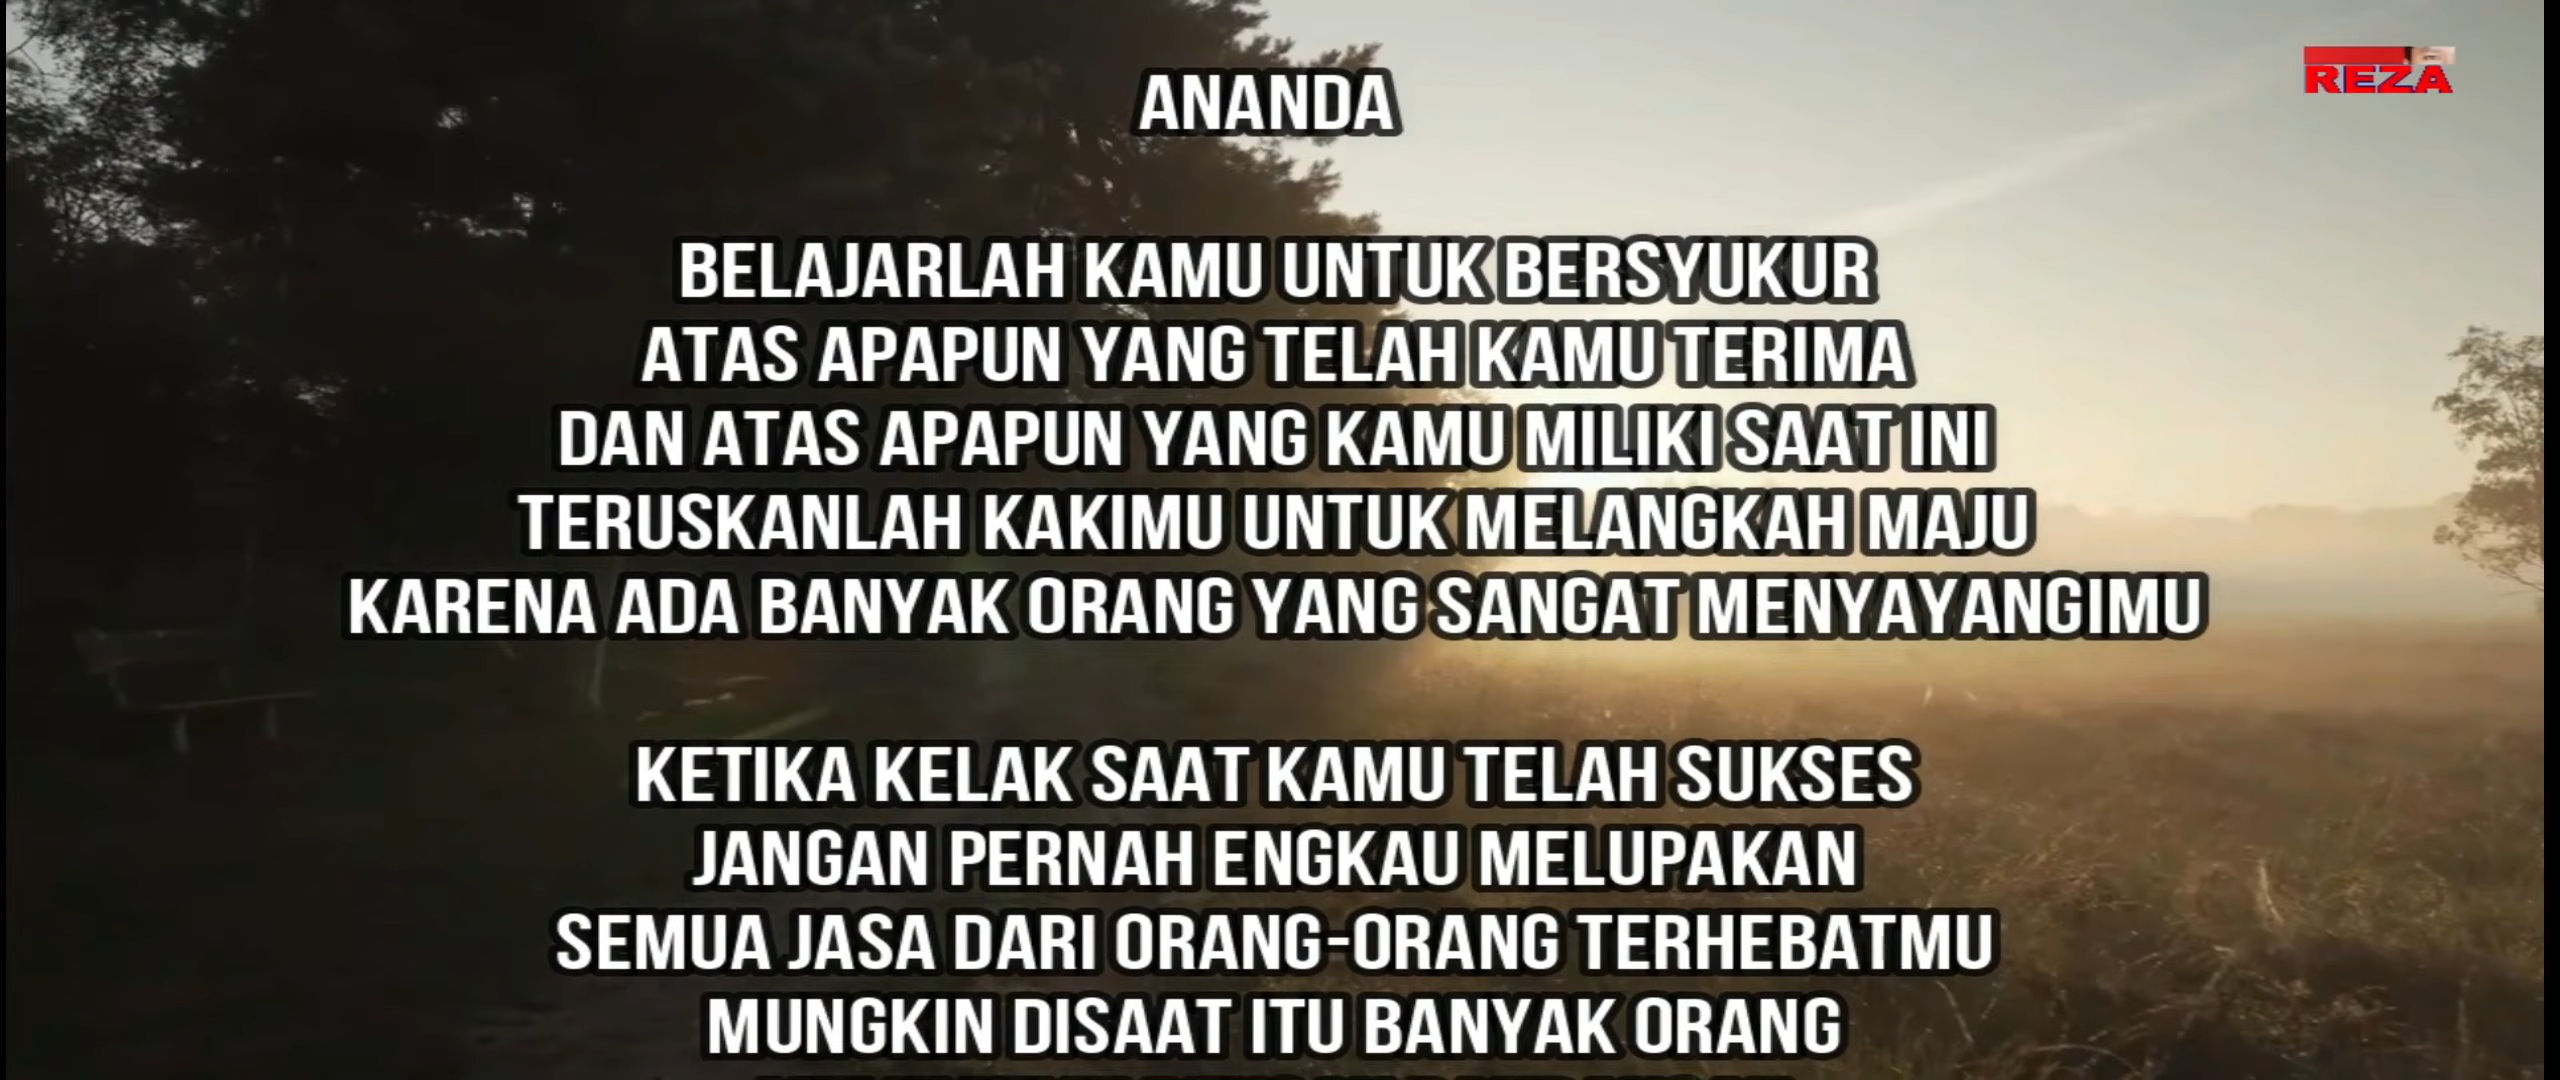 REZA
ANANDA
BELAJARLAH KAMU UNTUK BERSYUKUR
ATAS APAPUN YANG TELAH KAMU TERIMA
DAN ATAS APAPUN YANG KAMU MILIKI SAAT INI
TERUSKANLAH KAKIMU UNTUK MELANGKAH MAJU
KARENA ADA BANYAK ORANG YANG SANGAT MENYAYANGIMU
KETIKA KELAK SAAT KAMU TELAH SUKSES
JANGAN PERNAH ENGKAU MELUPAKAN
SEMUA JASA DARI ORANG-ORANG TERHEBATMU
MUNGKIN DISAAT ITU BANYAK ORANG